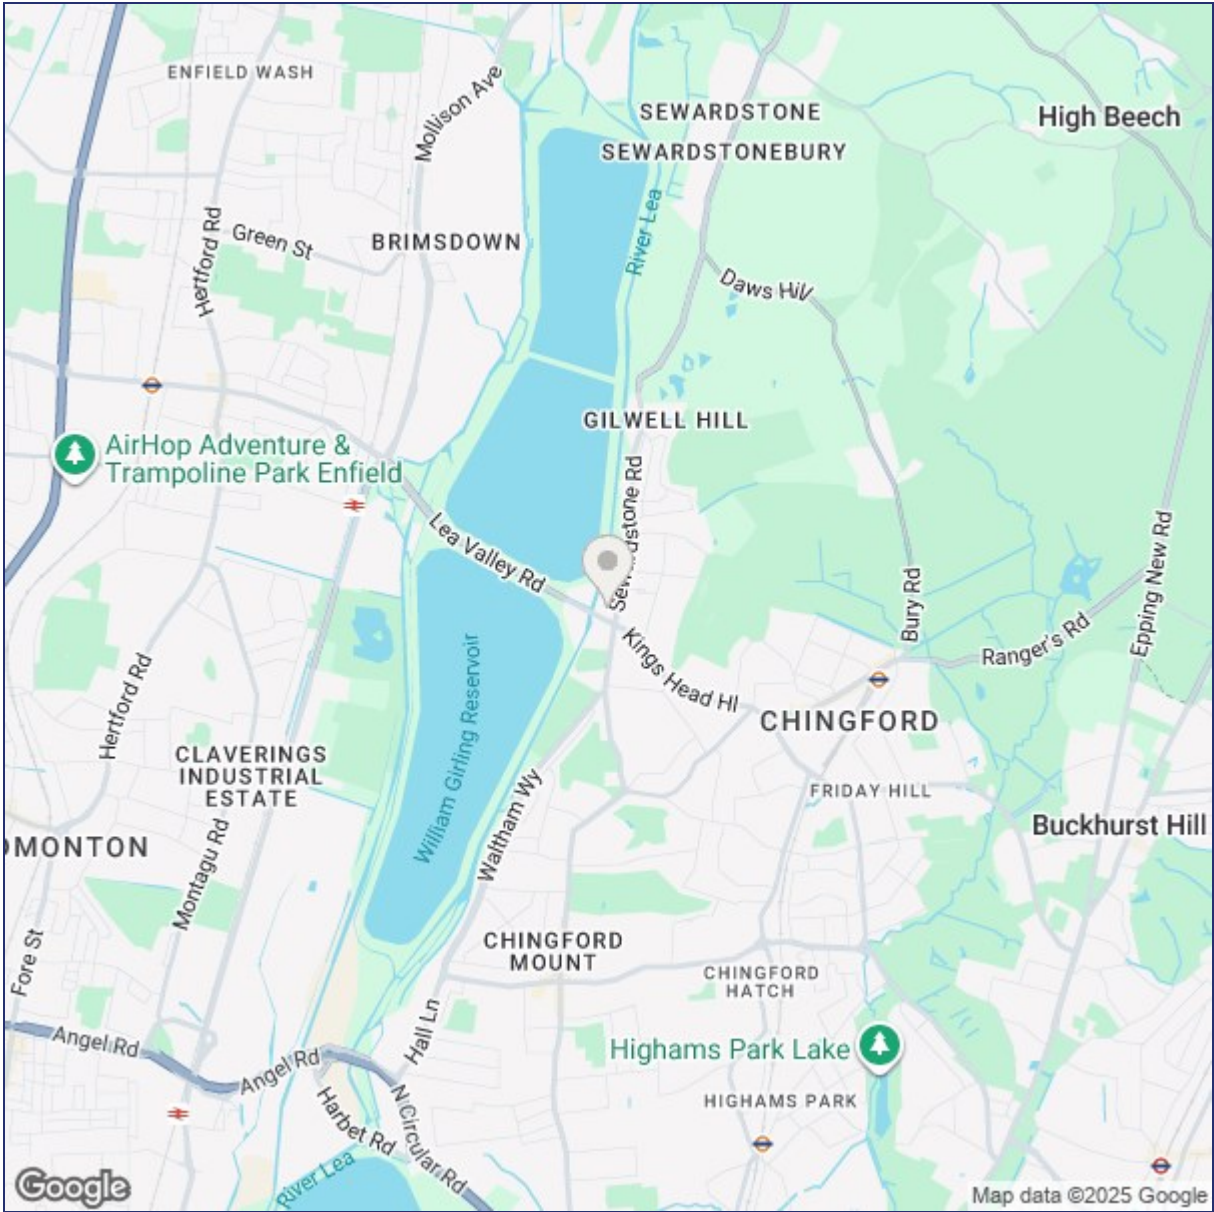 ENFIELD WASH
Mollison Ave
SEWARDSTONE
High Beech
SEWARDSTONEBURY
River Lea
Hertford Rd
Green St
BRIMSDOWN
Daws Hill
GILWELL HILL
AirHop Adventure &
Trampoline Park Enfield
Sewardstone Rd
Lea Valley Rd
Epping New Rd
Bury Rd
Ranger's Rd
Kings Head Hl
William Girling Reservoir
Hertford Rd
CHINGFORD
CLAVERINGS
INDUSTRIAL
ESTATE
FRIDAY HILL
Waltham Wy
Buckhurst Hill
DMONTON
Montagu Rd
CHINGFORD
MOUNT
Fore St
CHINGFORD
HATCH
Hall Ln
Angel Rd
Highams Park Lake
Angel Rd
N Circular Rd
Harbet Rd
HIGHAMS PARK
River Lea
Google
Map data ©2025 Google